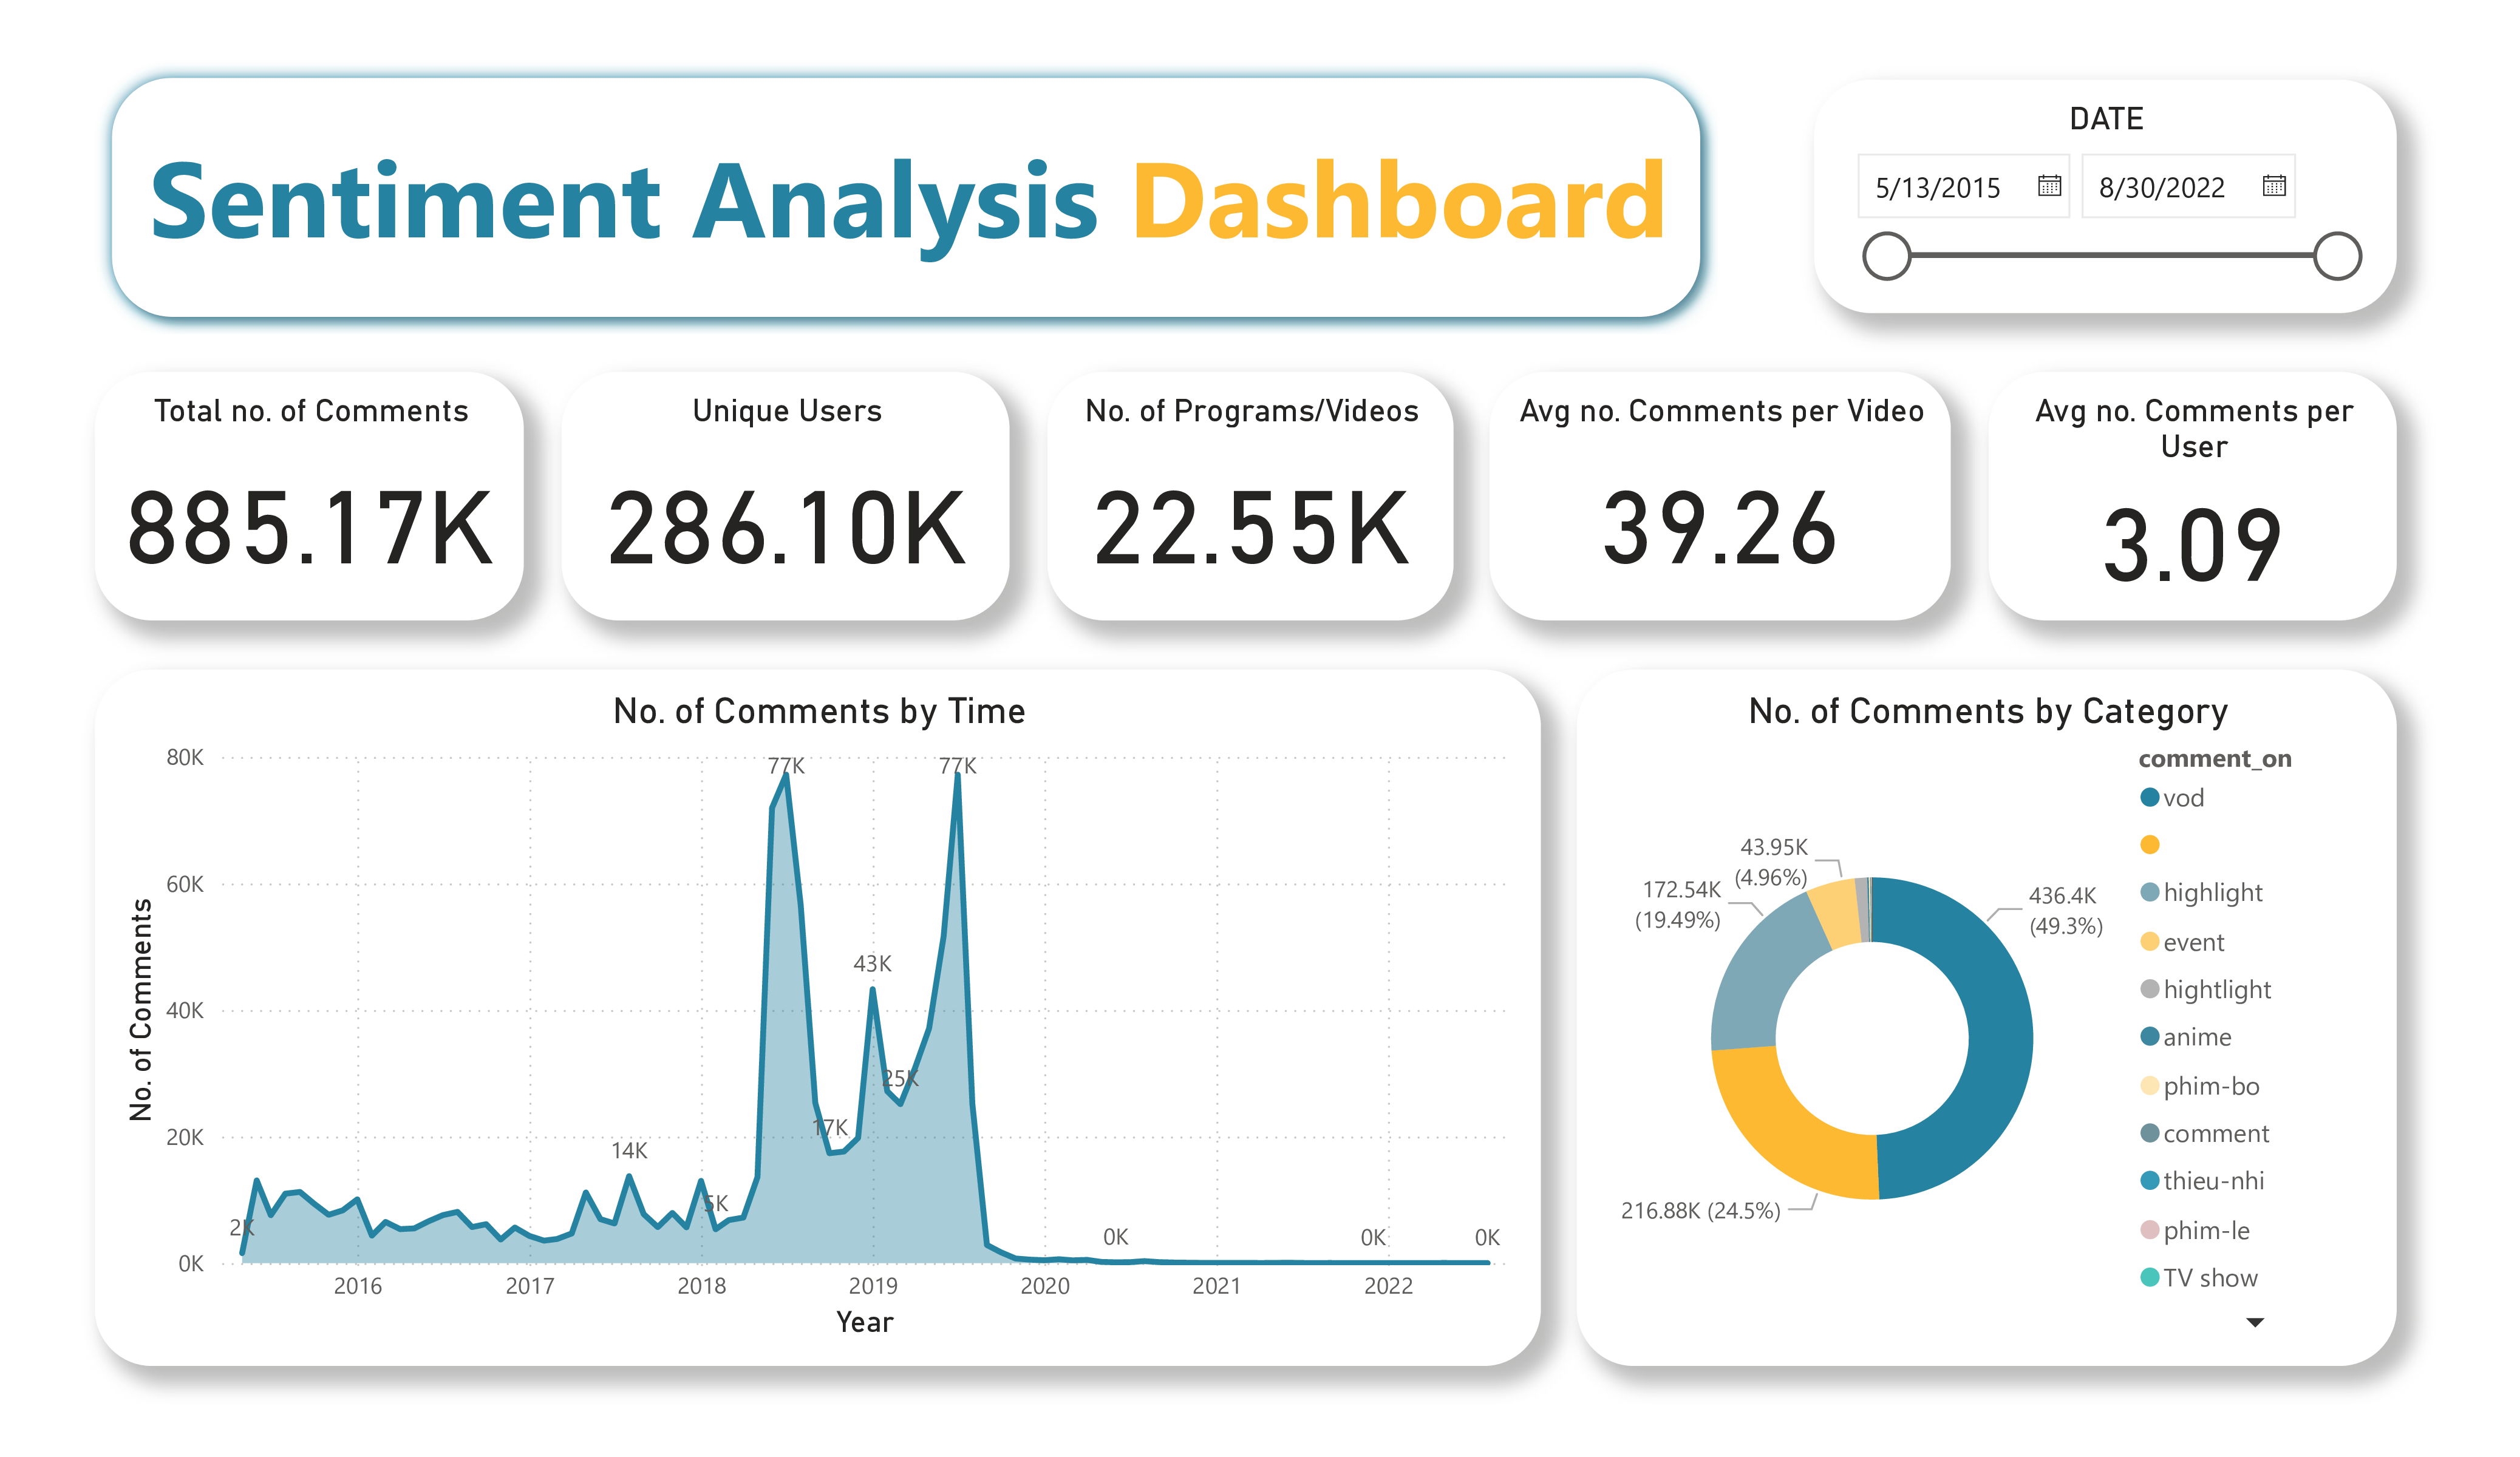 Sentiment Analysis Dashboard
DATE
5/13/2015
8/30/2022
Total no. of Comments
885.17K
Unique Users
286.10K
No. of Programs/Videos
22.55K
Avg no. Comments per Video
39.26
Avg no. Comments per
User
3.09
No. of Comments by Time
No. of Comments
80K
60K
40K
20K
0K
2K
14K
5K
77K
17K
43K
25K
77K
0K
0K
0K
2016
2017
2018
2019
2020
2021
2022
Year
No. of Comments by Category
43.95K
(4.96%)
172.54K
(19.49%)
436.4K
(49.3%)
216.88K (24.5%)
comment_on
vod
highlight
event
hightlight
anime
phim-bo
comment
thieu-nhi
phim-le
TV show